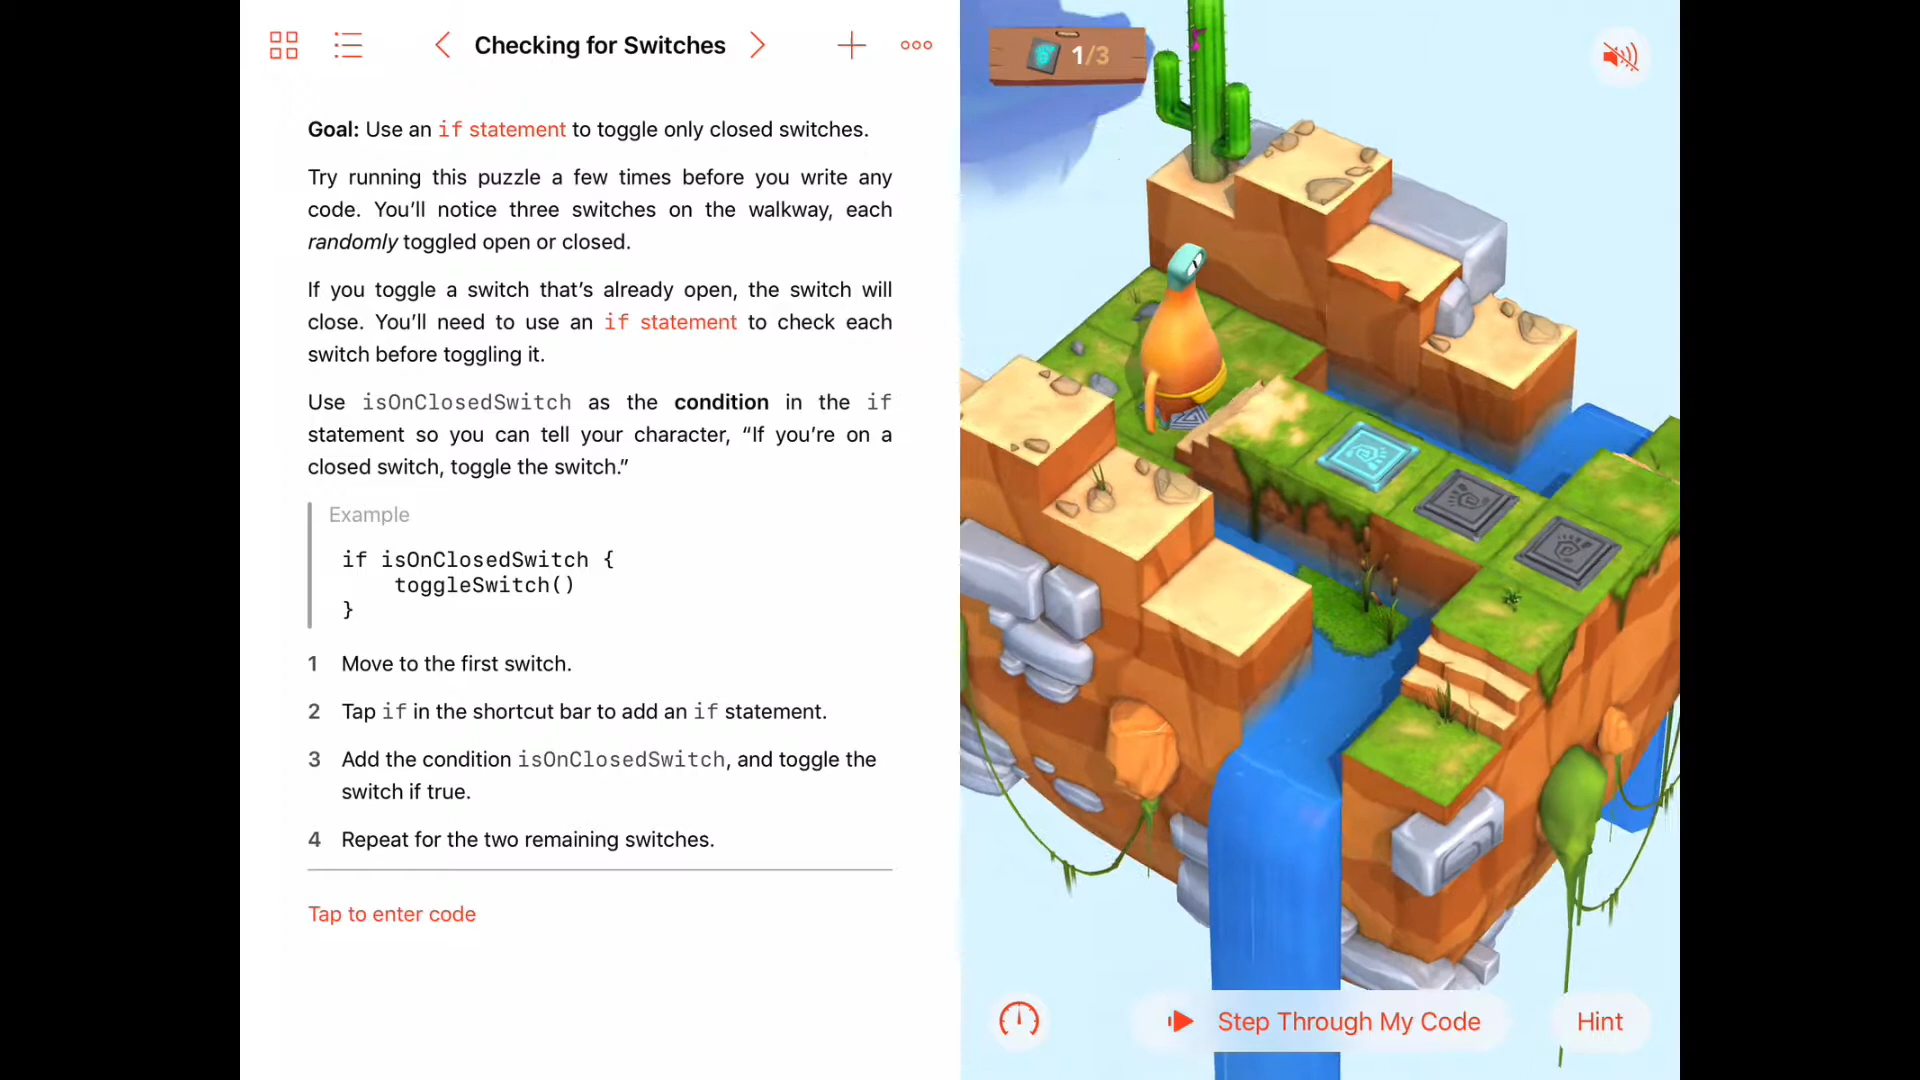 Checking for Switches
1/3
Goal: Use an if statement to toggle only closed switches.
Try running this puzzle a few times before you write any
code. You’ll notice three switches on the walkway, each
randomly toggled open or closed.
If you toggle a switch that’s already open, the switch will
close. You’ll need to use an if statement to check each
switch before toggling it.
Use isOnClosedSwitch as the condition in the if
statement so you can tell your character, “If you’re on a
closed switch, toggle the switch.”
Example
if isOnClosedSwitch {
toggleSwitch()
}
1 Move to the first switch.
2 Tap if in the shortcut bar to add an if statement.
3 Add the condition isOnClosedSwitch, and toggle the
switch if true.
4 Repeat for the two remaining switches.
Tap to enter code
Step Through My Code
Hint